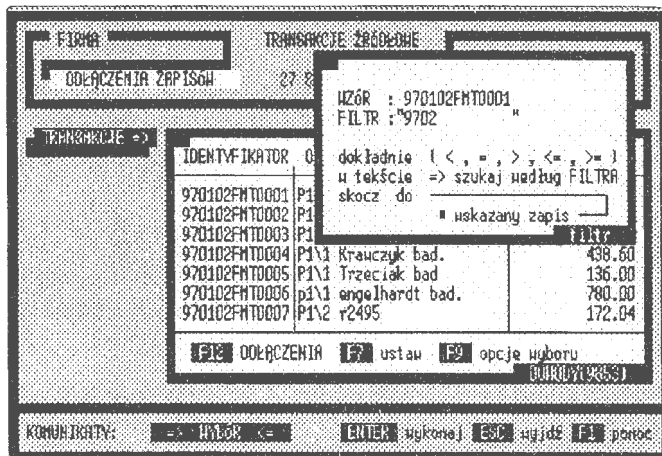 FIRMA
TRANSAKCJE ŹRÓDŁOWE
ODŁĄCZENIA ZAPISÓW
27
WZÓR : 970102FMT0001
FILTR :"9702 "
dokładnie ( < , = , > , <= , >= )
w tekście => szukaj według FILTRA
skocz do
wskazany zapis
filtr
TRANSAKCJE =>
IDENTYFIKATOR
970102FMT0001 P1
970102FMT0002 P1
970102FMT0003 P1
970102FMT0004 P1\1 Krawczyk bad. 438.60
970102FMT0005 P1\1 Trzeciak bad 136.00
970102FMT0006 p1\1 engelhardt bad. 780.00
970102FMT0007 P1\2 r2495 172.04
F12 ODŁĄCZENIA F7 ustaw F9 opcje wyboru
KOMUNIKATY: => WYBÓR <= ENTER wykonaj ESC wyjdź F1 pomoc